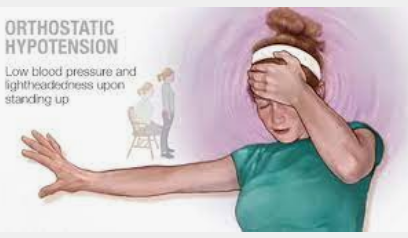 ORTHOSTATIC
HYPOTENSION
Low blood pressure and
lightheadedness upon
standing up